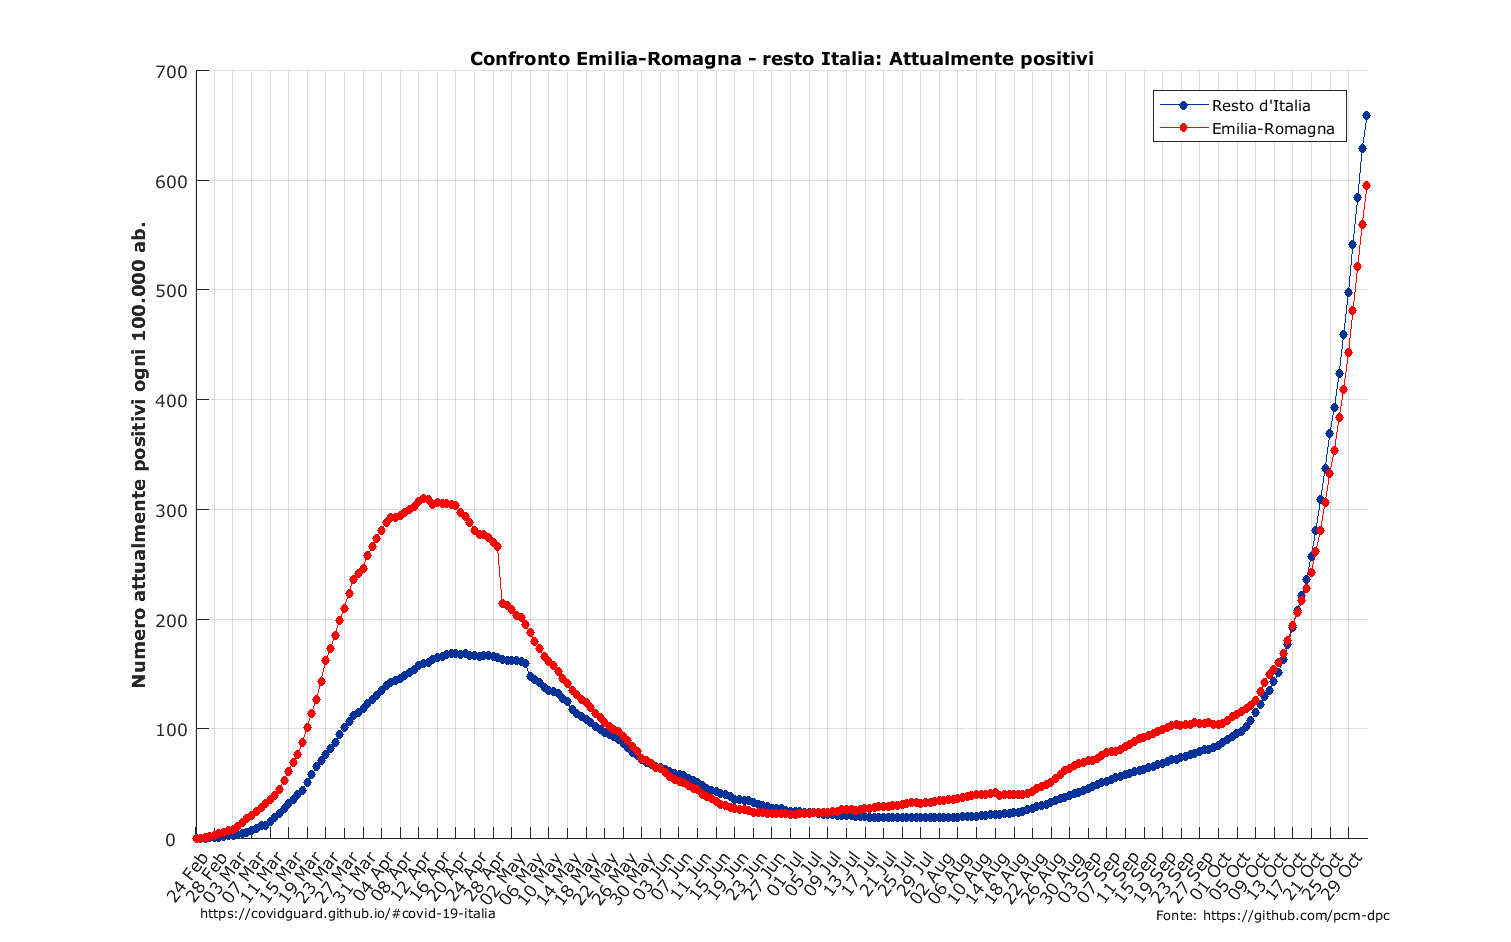 Confronto Emilia-Romagna - resto Italia: Attualmente positivi
Numero attualmente positivi ogni 100.000 ab.
700
600
500
400
300
200
100
0
Resto d'Italia
Emilia-Romagna
24 Feb
28 Feb
03 Mar
07 Mar
11 Mar
15 Mar
19 Mar
23 Mar
27 Mar
31 Mar
04 Apr
08 Apr
12 Apr
16 Apr
20 Apr
24 Apr
28 Apr
02 May
06 May
10 May
14 May
18 May
22 May
26 May
30 May
03 Jun
07 Jun
11 Jun
15 Jun
19 Jun
23 Jun
27 Jun
01 Jul
05 Jul
09 Jul
13 Jul
17 Jul
21 Jul
25 Jul
29 Jul
02 Aug
06 Aug
10 Aug
14 Aug
18 Aug
22 Aug
26 Aug
30 Aug
03 Sep
07 Sep
11 Sep
15 Sep
19 Sep
23 Sep
27 Sep
01 Oct
05 Oct
09 Oct
13 Oct
17 Oct
21 Oct
25 Oct
29 Oct
https://covidguard.github.io/#covid-19-italia
Fonte: https://github.com/pcm-dpc